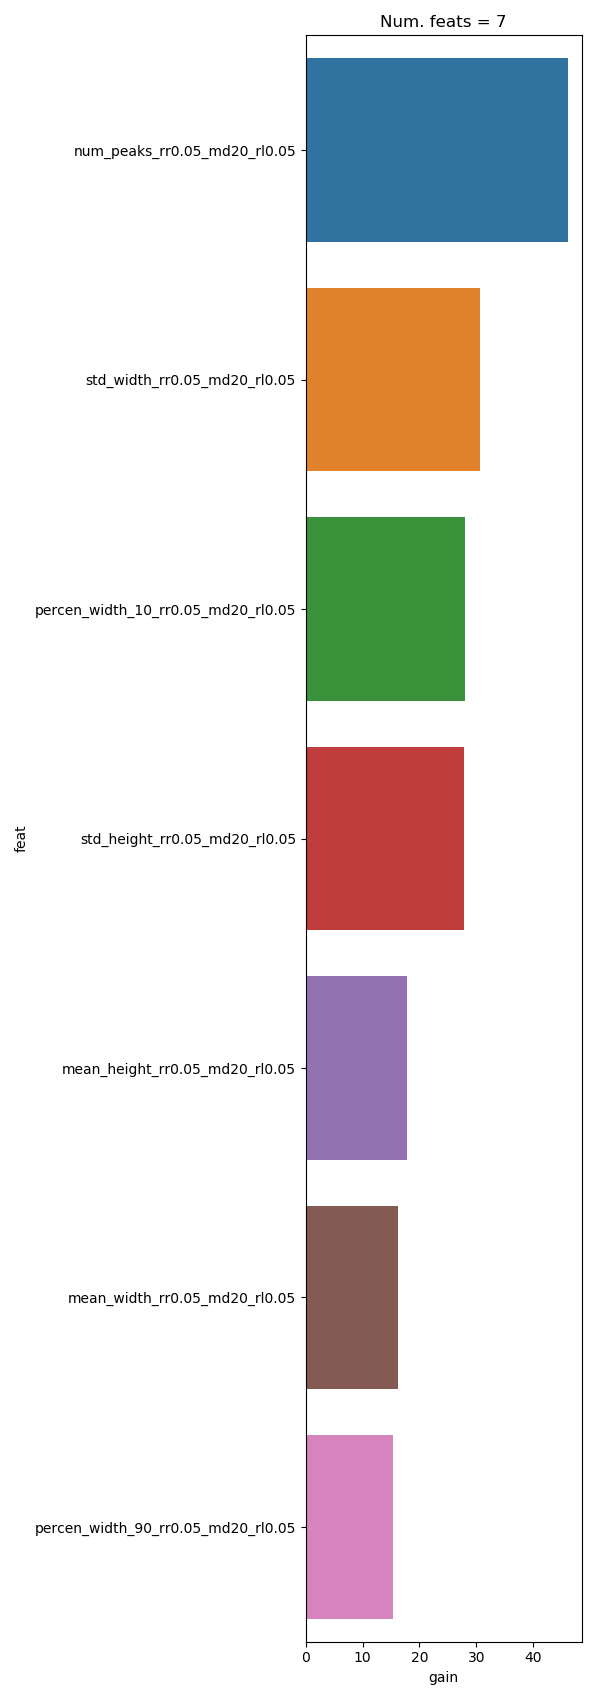 Num. feats = 7
num_peaks_rr0.05_md20_rl0.05
std_width_rr0.05_md20_rl0.05
percen_width_10_rr0.05_md20_rl0.05
std_height_rr0.05_md20_rl0.05
feat
mean_height_rr0.05_md20_rl0.05
mean_width_rr0.05_md20_rl0.05
percen_width_90_rr0.05_md20_rl0.05
0 10 20 30 40
gain